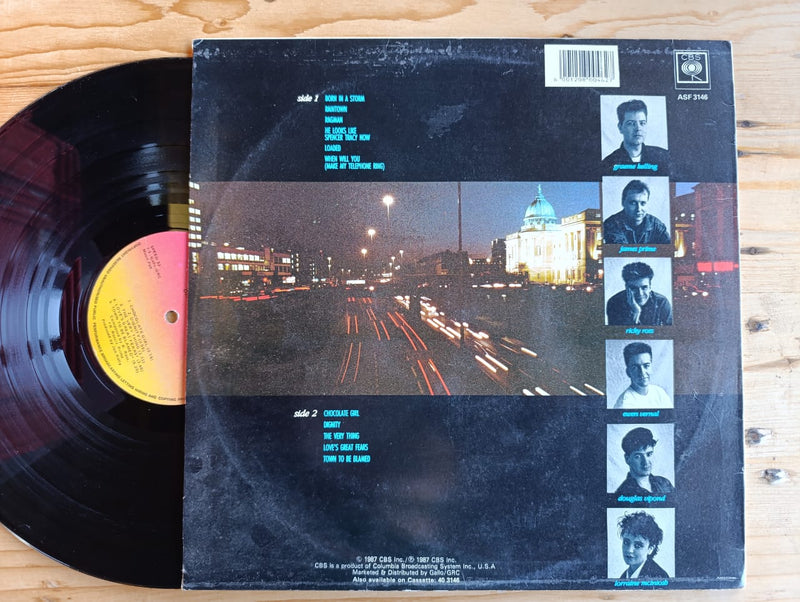 CBS
ASF 3146
side 1
BORN IN A STORM
RAINTOWN
RAGMAN
HE LOOKS LIKE
SPENCER TRACY NOW
LOADED
WHEN WILL YOU
(MAKE MY TELEPHONE RING)
graeme kelling
james prime
ricky ross
ewen vernal
douglas vipond
lorraine mcintosh
side 2
CHOCOLATE GIRL
DIGNITY
THE VERY THING
LOVE'S GREAT FEARS
TOWN TO BE BLAMED
© 1987 CBS Inc./℗ 1987 CBS Inc.
CBS is a product of Columbia Broadcasting System Inc., U.S.A
Marketed & Distributed by Gallo/GRC
Also available on Cassette: 40 3146